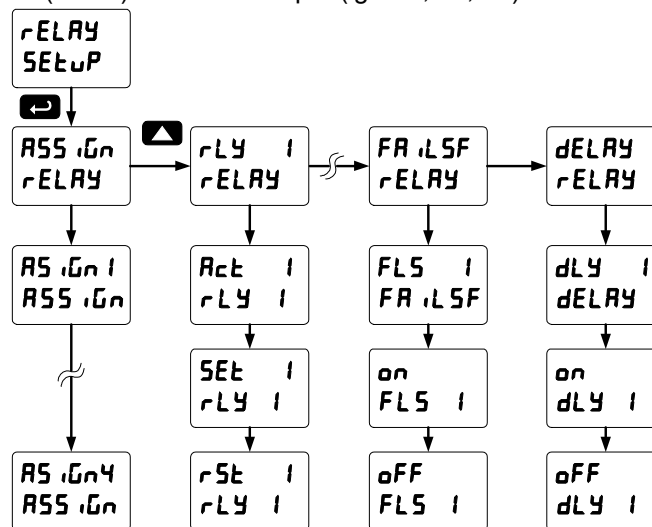 rELAY
SEtuP
ASSiGn
rELAY
rLY 1
rELAY
FAiLSF
rELAY
dELAY
rELAY
ASiGn1
ASSiGn
Act 1
rLY 1
FLS 1
FAiLSF
dLY 1
dELAY
SEt 1
rLY 1
on
FLS 1
on
dLY 1
ASiGn4
ASSiGn
rSt 1
rLY 1
oFF
FLS 1
oFF
dLY 1